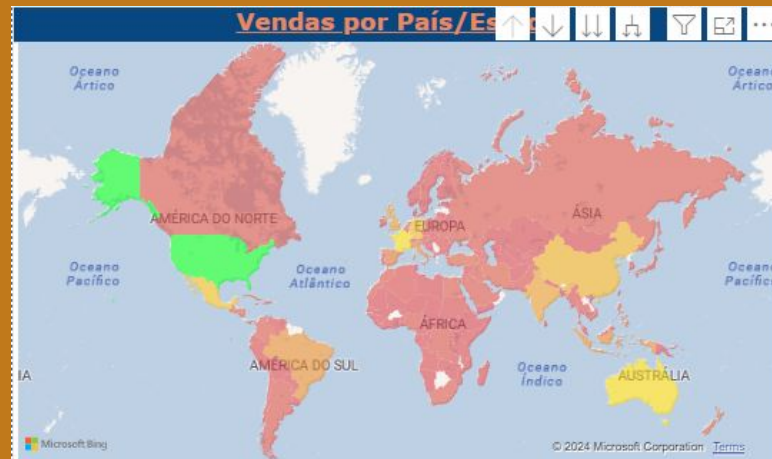 Vendas por País/Es
Oceano
Ártico
Ocean
Ártico
AMÉRICA DO NORTE
EUROPA
ÁSIA
Oceano
Pacífico
Oceano
Atlântico
Ocean
Pacífic
ÁFRICA
IA
AMÉRICA DO SUL
Oceano
Índico
AUSTRÁLIA
Microsoft Bing
© 2024 Microsoft Corporation Terms